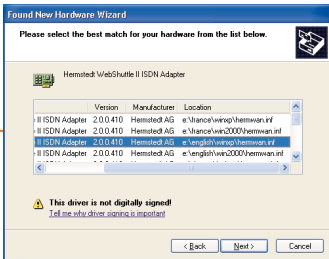 Found New Hardware Wizard
Please select the best match for your hardware from the list below.
Hermstedt WebShuttle II ISDN Adapter
Version Manufacturer Location
II ISDN Adapter 2.0.0.410 Hermstedt AG e:\france\winxp\hermwan.inf
II ISDN Adapter 2.0.0.410 Hermstedt AG e:\france\win2000\hermwan.inf
II ISDN Adapter 2.0.0.410 Hermstedt AG e:\english\winxp\hermwan.inf
II ISDN Adapter 2.0.0.410 Hermstedt AG e:\english\win2000\hermwan.inf
This driver is not digitally signed!
Tell me why driver signing is important
< Back Next > Cancel